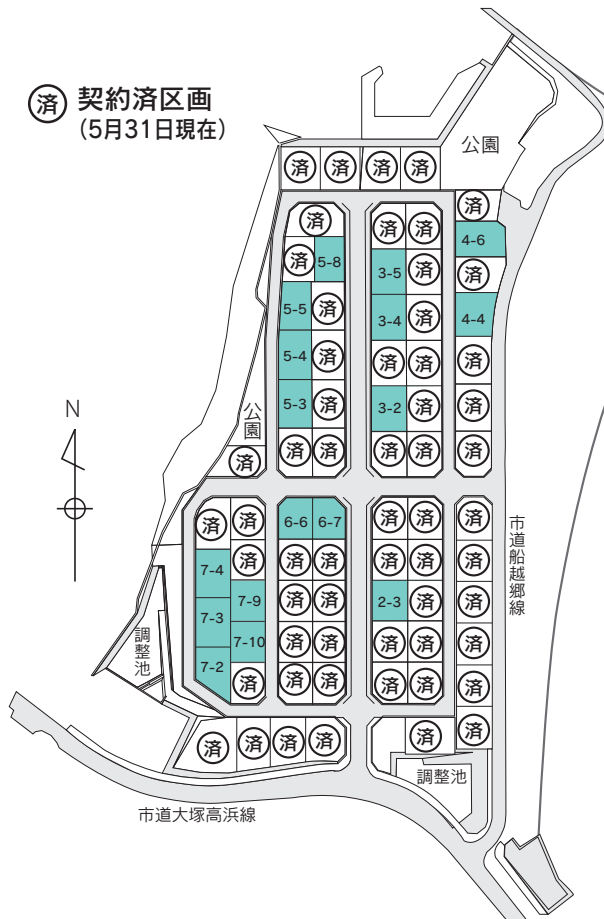 済 契約済区画
(5月31日現在)
公園
済 済 済 済
済 済 済 済
済 5-8 3-5 済 4-6
5-5 済 3-4 済 済
4-4
5-4 済 済 済 済
5-3 済 3-2 済 済
N
公園
済 済 済 済 済 済
済 済 6-6 6-7 済 済 済
市道船越郷線
7-4 済 済 済 済 済 済
7-3 7-9 済 済 2-3 済 済
調整池
7-2 7-10 済 済 済 済 済
済 済 済 済 済 済
済 済 済 済 済 済
調整池
市道大塚高浜線